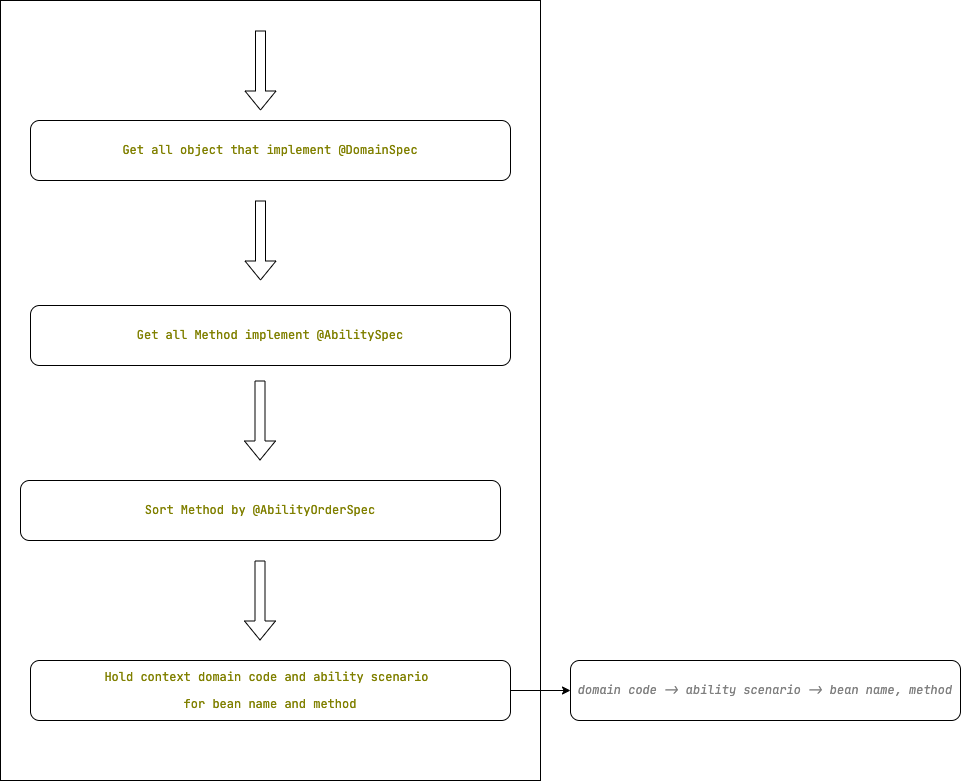 Get all object that implement @DomainSpec
Get all Method implement @AbilitySpec
Sort Method by @AbilityOrderSpec
Hold context domain code and ability scenario
for bean name and method
domain code -> ability scenario -> bean name, method